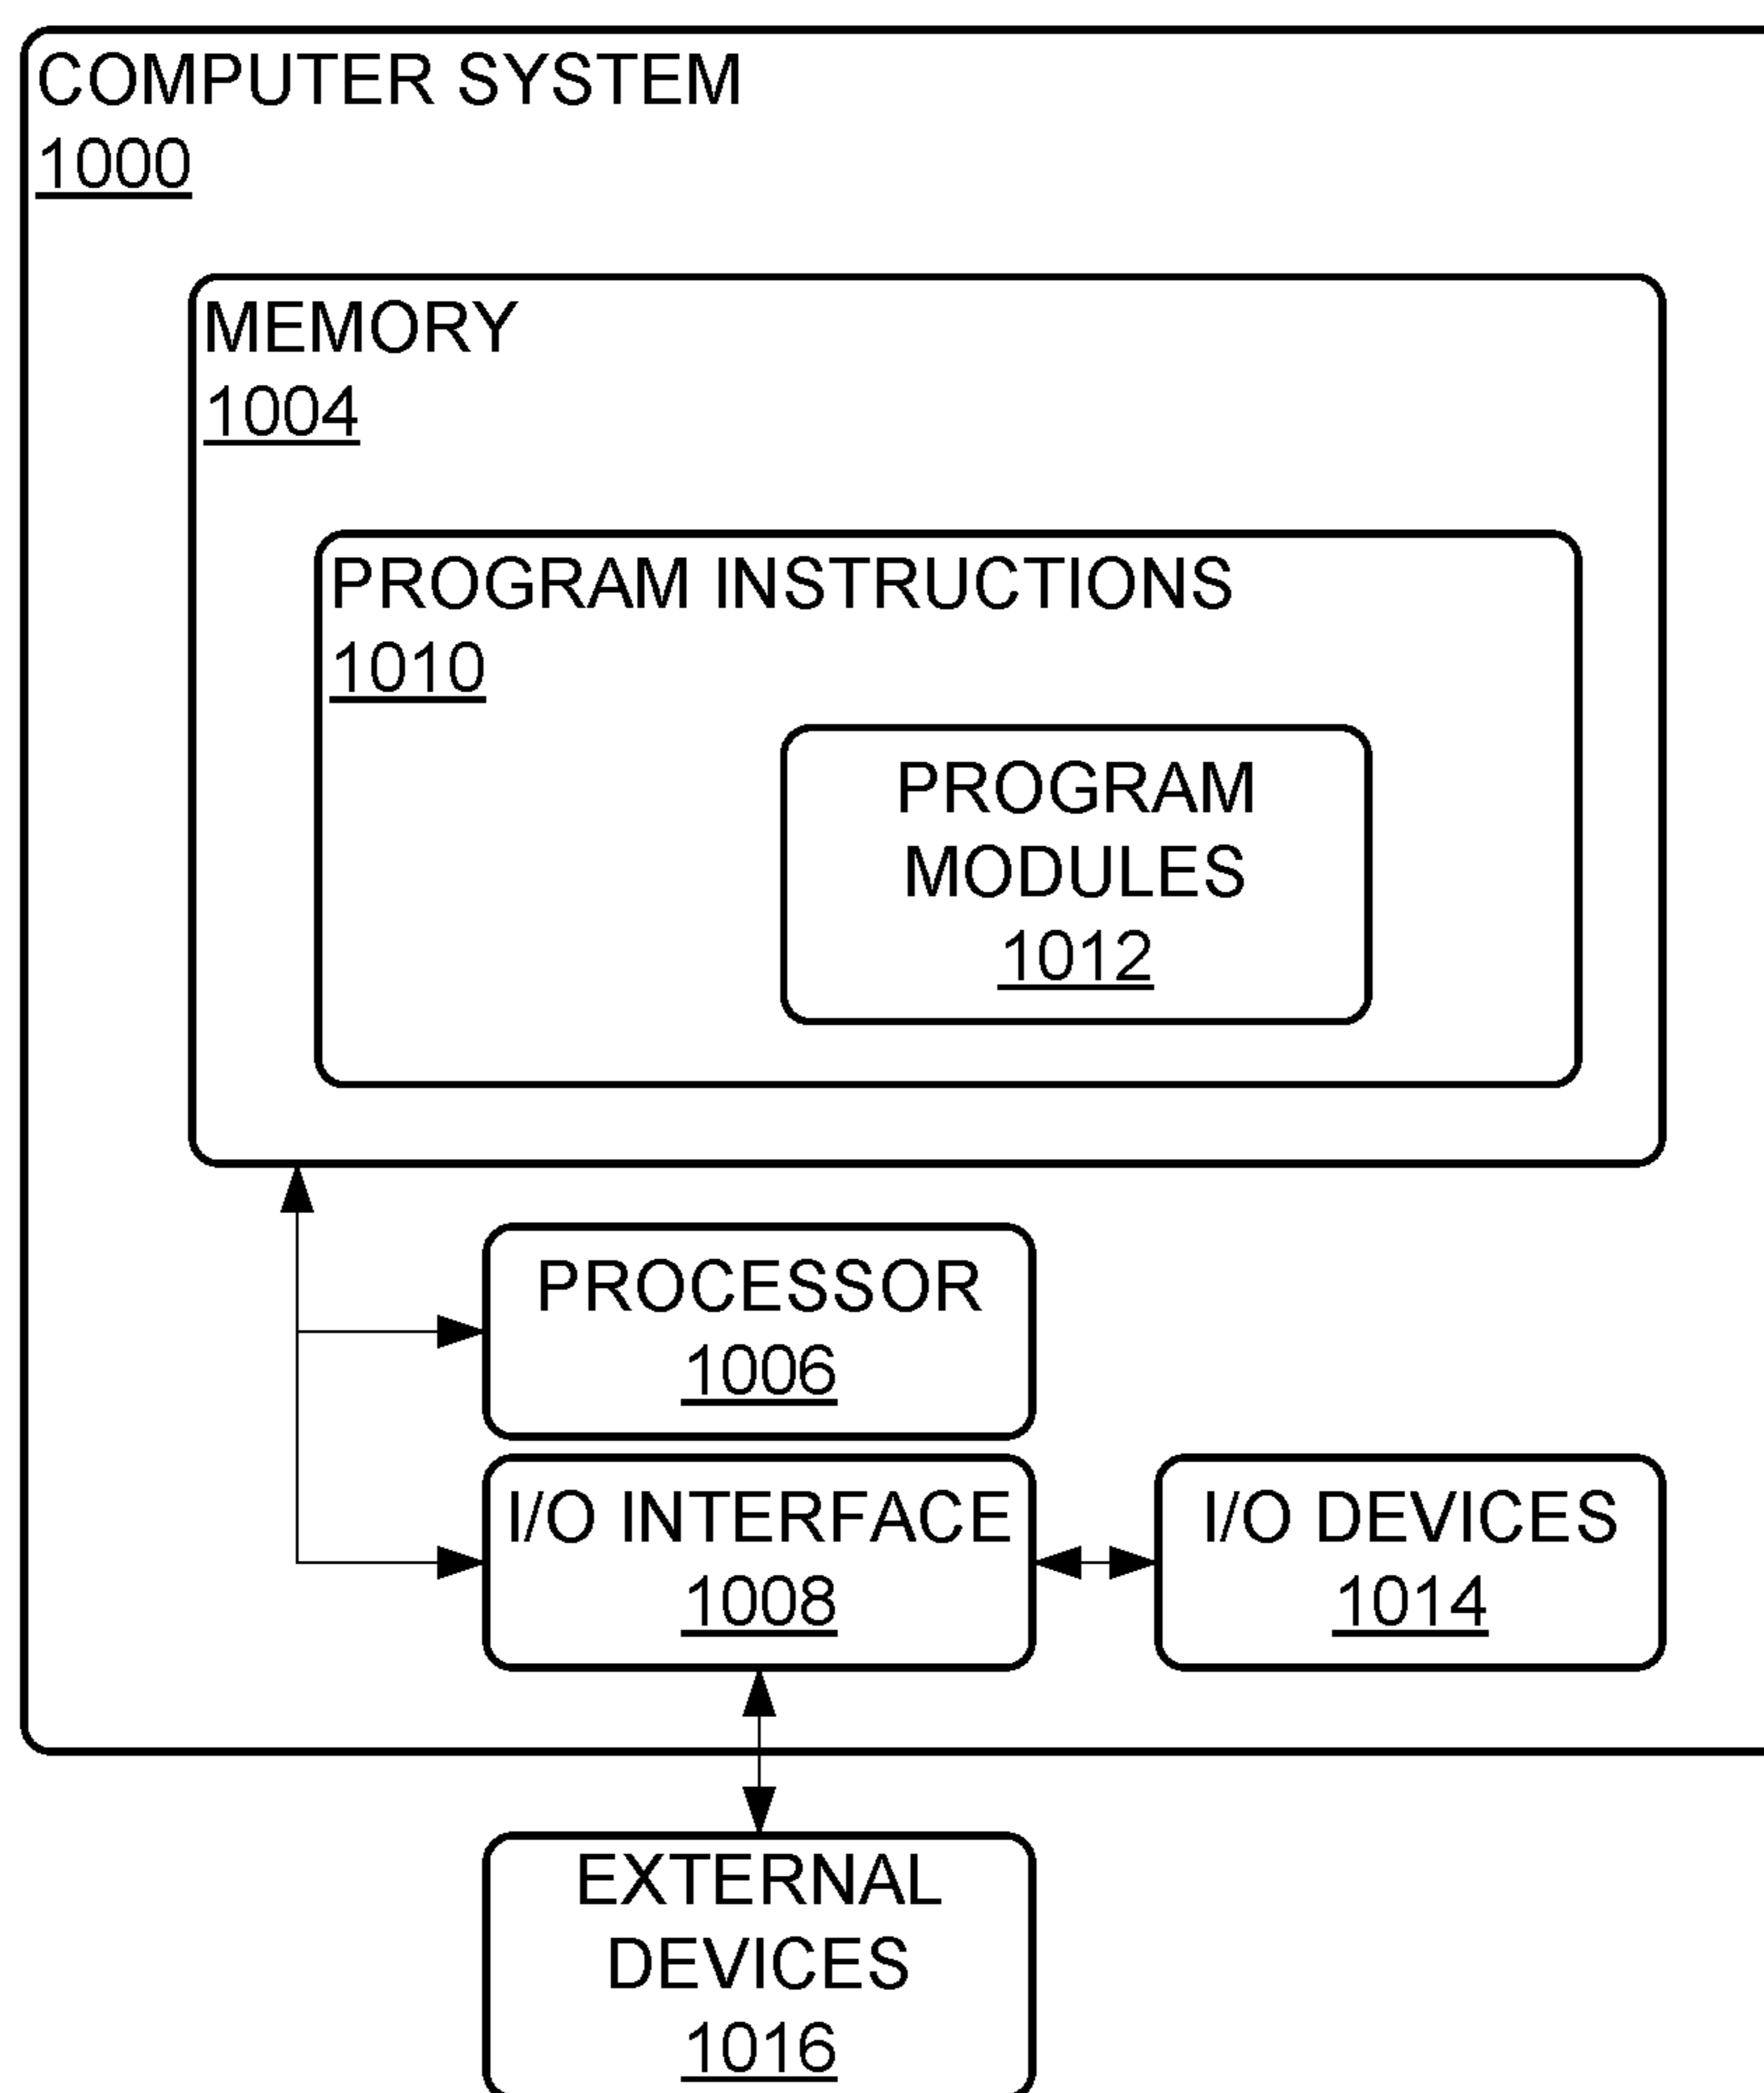 COMPUTER SYSTEM
1000
MEMORY
1004
PROGRAM INSTRUCTIONS
1010
PROGRAM
MODULES
1012
PROCESSOR
1006
I/O INTERFACE
1008
I/O DEVICES
1014
EXTERNAL
DEVICES
1016